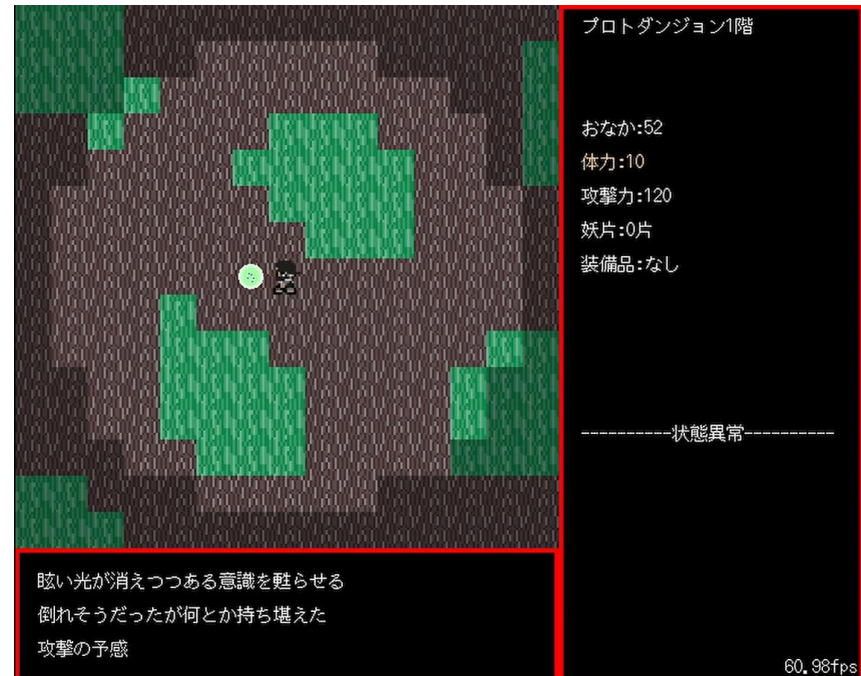 プロトダンジョン1階
おなか:52
体力:10
攻撃力:120
妖片:0片
装備品:なし
----------状態異常----------
眩い光が消えつつある意識を甦らせる
倒れそうだったが何とか持ち堪えた
攻撃の予感
60.98fps